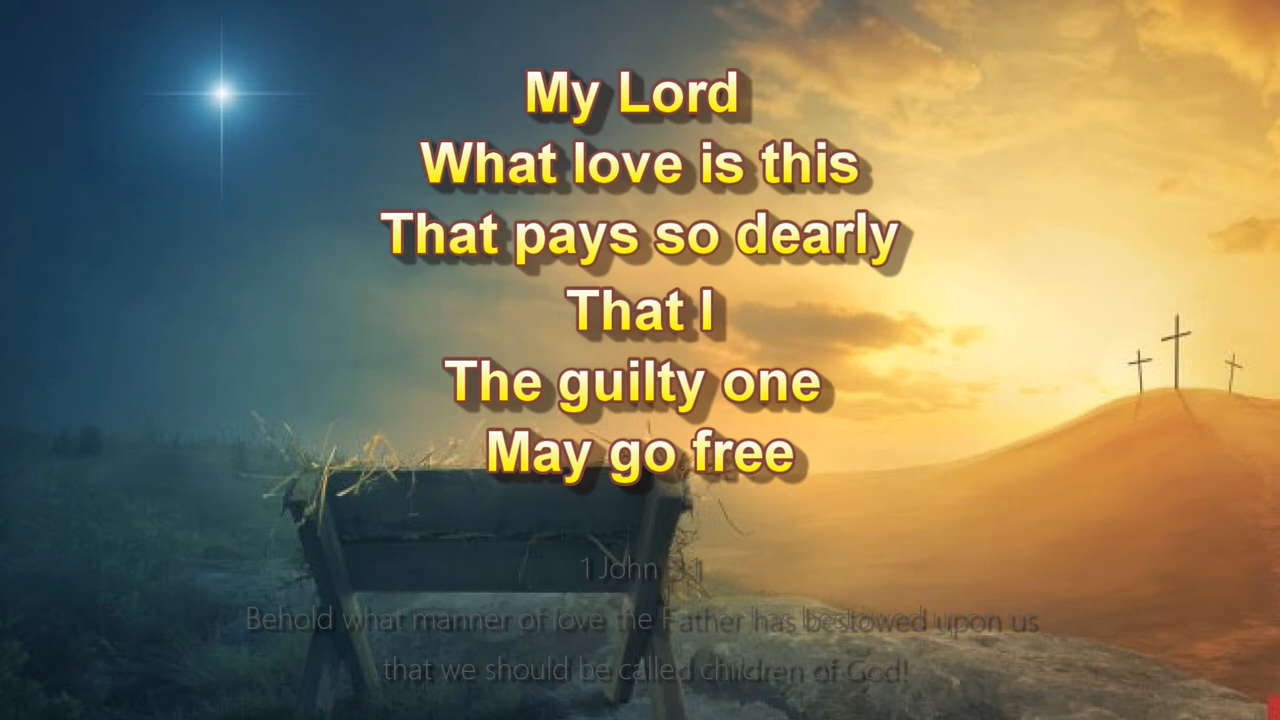 My Lord
What love is this
That pays so dearly
That I
The guilty one
May go free
1 John 3:1
Behold what manner of love the Father has bestowed upon us
that we should be called children of God!